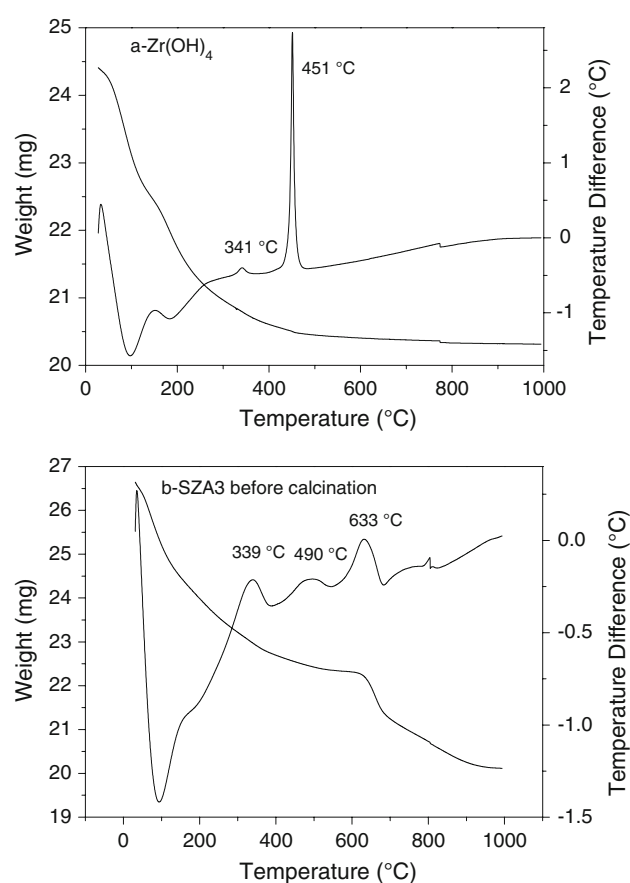 25
24
23
22
21
20
Weight (mg)
a-Zr(OH)4
451 °C
341 °C
2
1
0
-1
Temperature Difference (°C)
0 200 400 600 800 1000
Temperature (°C)
27
26
25
24
23
22
21
20
19
Weight (mg)
b-SZA3 before calcination
339 °C
490 °C
633 °C
0.0
-0.5
-1.0
-1.5
Temperature Difference (°C)
0 200 400 600 800 1000
Temperature (°C)